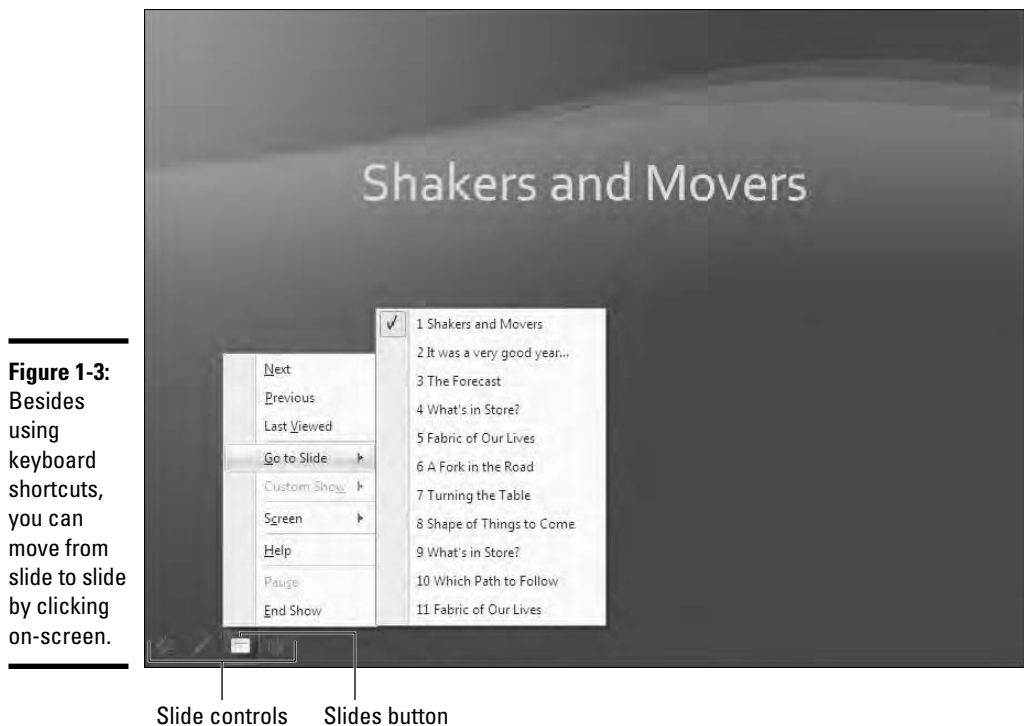 Shakers and Movers
1 Shakers and Movers
2 It was a very good year...
3 The Forecast
4 What's in Store?
5 Fabric of Our Lives
6 A Fork in the Road
7 Turning the Table
8 Shape of Things to Come
9 What's in Store?
10 Which Path to Follow
11 Fabric of Our Lives
Next
Previous
Last Viewed
Go to Slide
Custom Show
Screen
Help
Pause
End Show
Figure 1-3:
Besides
using
keyboard
shortcuts,
you can
move from
slide to slide
by clicking
on-screen.
Slide controls
Slides button